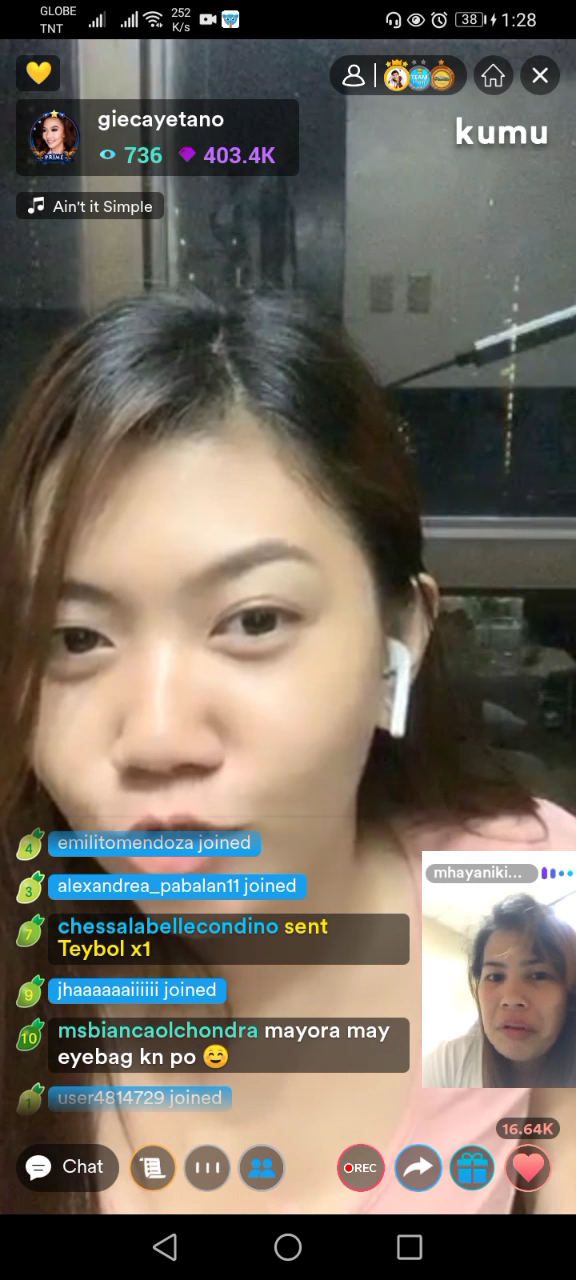 GLOBE
TNT
252
K/s
38
1:28
giecayetano
736
403.4K
kumu
Ain't it Simple
4
emilitomendoza joined
3
alexandrea_pabalan11 joined
7
chessalabellecondino sent
Teybol x1
9
jhaaaaaaiiiiii joined
10
msbiancaolchondra mayora may
eyebag kn po 😊
1
user4814729 joined
mhayaniki...
16.64K
Chat
REC